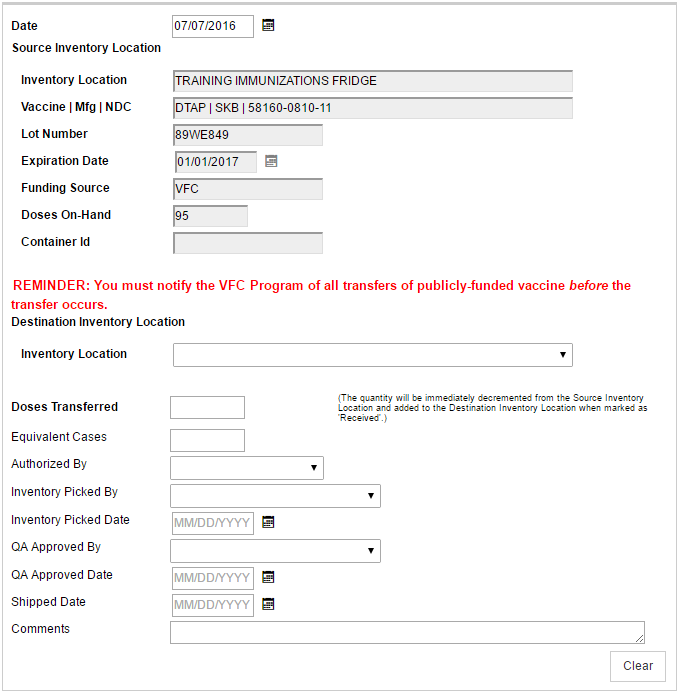 Date 07/07/2016
Source Inventory Location
Inventory Location TRAINING IMMUNIZATIONS FRIDGE
Vaccine | Mfg | NDC DTAP | SKB | 58160-0810-11
Lot Number 89WE849
Expiration Date 01/01/2017
Funding Source VFC
Doses On-Hand 95
Container Id
REMINDER: You must notify the VFC Program of all transfers of publicly-funded vaccine before the
transfer occurs.
Destination Inventory Location
Inventory Location
Doses Transferred
(The quantity will be immediately decremented from the Source Inventory
Location and added to the Destination Inventory Location when marked as
'Received'.)
Equivalent Cases
Authorized By
Inventory Picked By
Inventory Picked Date MM/DD/YYYY
QA Approved By
QA Approved Date MM/DD/YYYY
Shipped Date MM/DD/YYYY
Comments
Clear